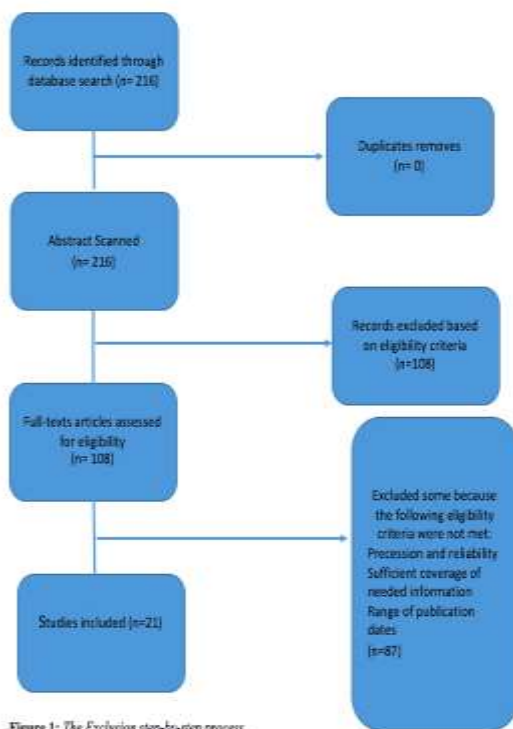 Records identified through
database search (n= 216)
Duplicates removes
(n= 0)
Abstract Scanned
(n= 216)
Records excluded based
on eligibility criteria
(n=108)
Full-texts articles assessed
for eligibility
(n= 108)
Excluded some because
the following eligibility
criteria were not met:
Precession and reliability
Sufficient coverage of
needed information
Range of publication
dates
(n=87)
Studies included (n=21)
Figure 1: The Exclusion step-by-step process